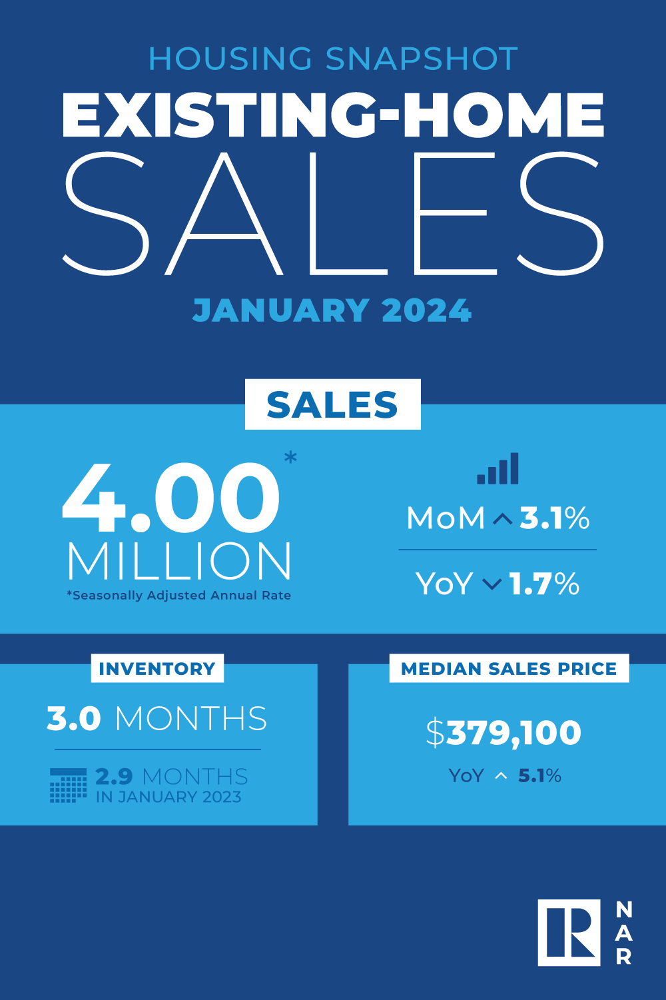 HOUSING SNAPSHOT
EXISTING-HOME
SALES
JANUARY 2024
SALES
4.00*
MILLION
*Seasonally Adjusted Annual Rate
MoM 3.1%
YoY 1.7%
INVENTORY
3.0 MONTHS
2.9 MONTHS
IN JANUARY 2023
MEDIAN SALES PRICE
$379,100
YoY 5.1%
R
NAR